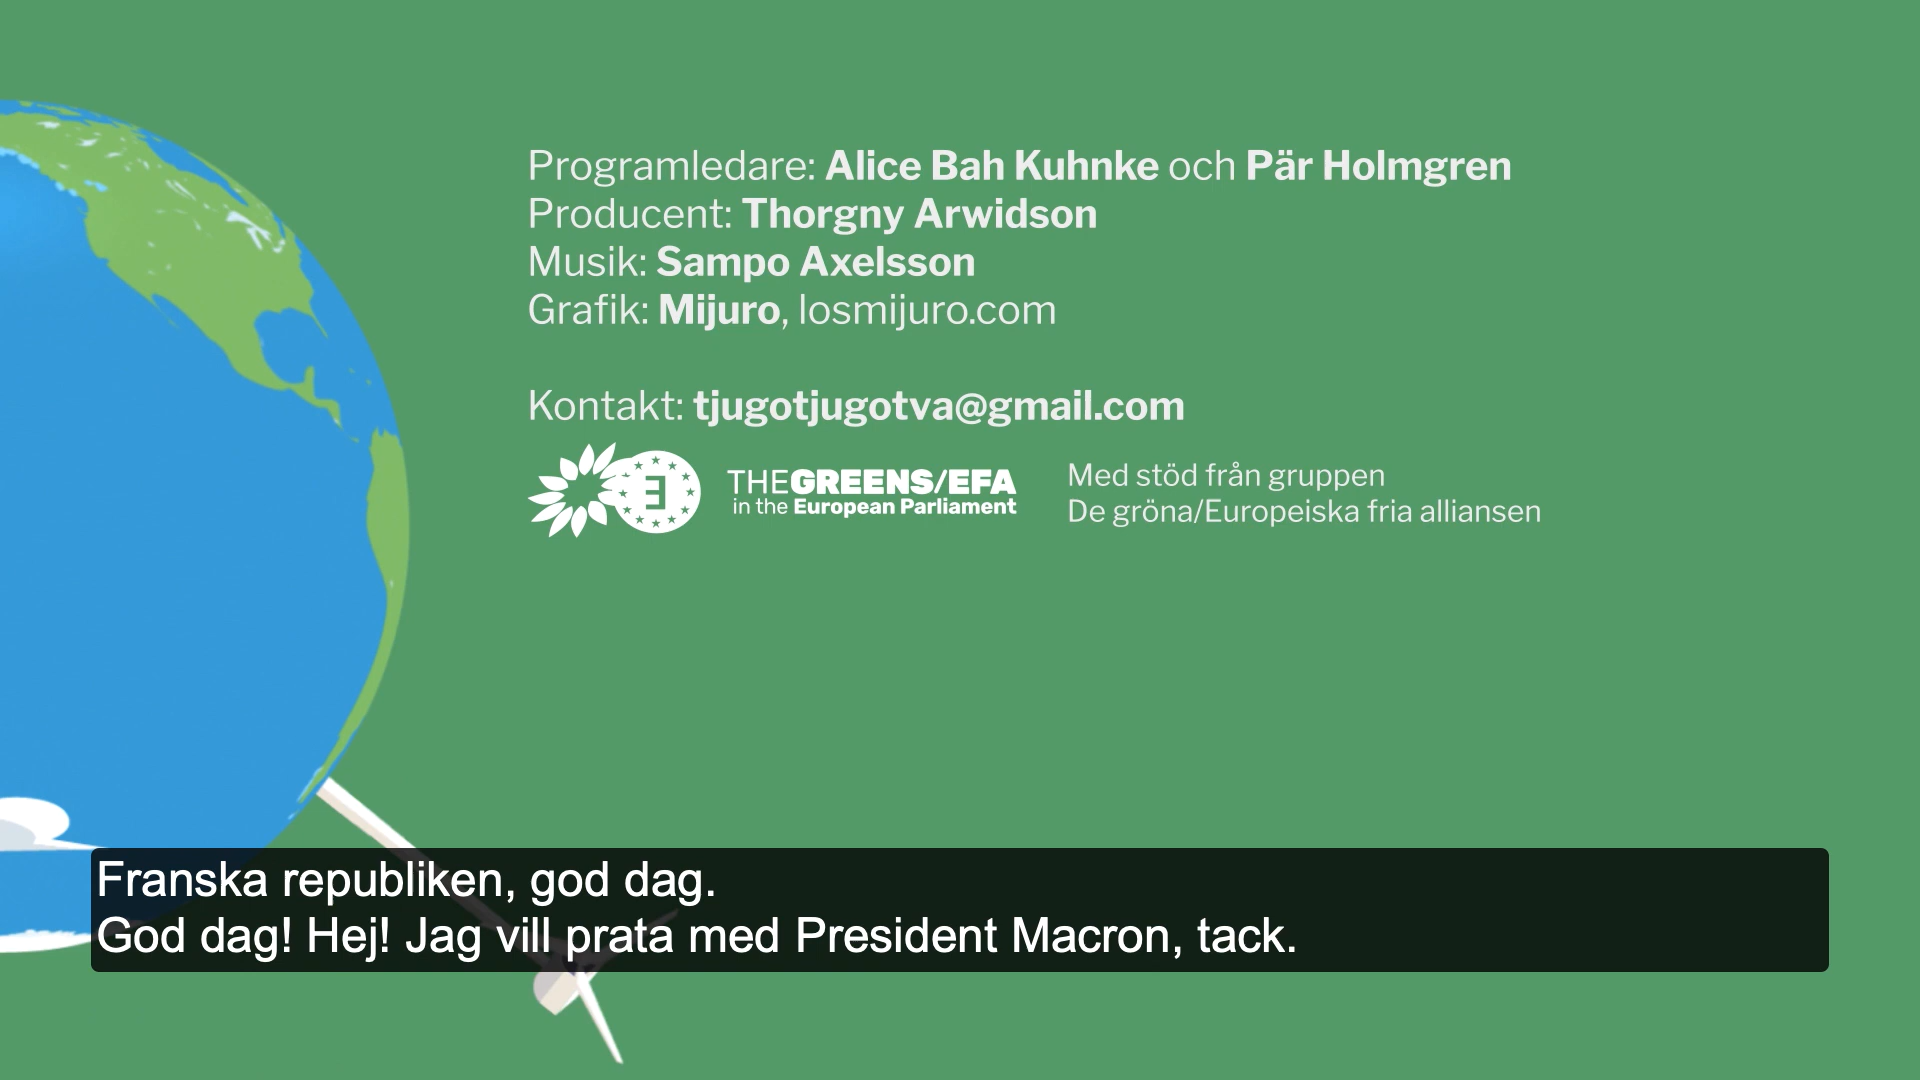 Programledare: Alice Bah Kuhnke och Pär Holmgren
Producent: Thorgny Arwidson
Musik: Sampo Axelsson
Grafik: Mijuro, losmijuro.com
Kontakt: tjugotjugotva@gmail.com
THE GREENS/EFA
in the European Parliament
Med stöd från gruppen
De gröna/Europeiska fria alliansen
Franska republiken, god dag.
God dag! Hej! Jag vill prata med President Macron, tack.